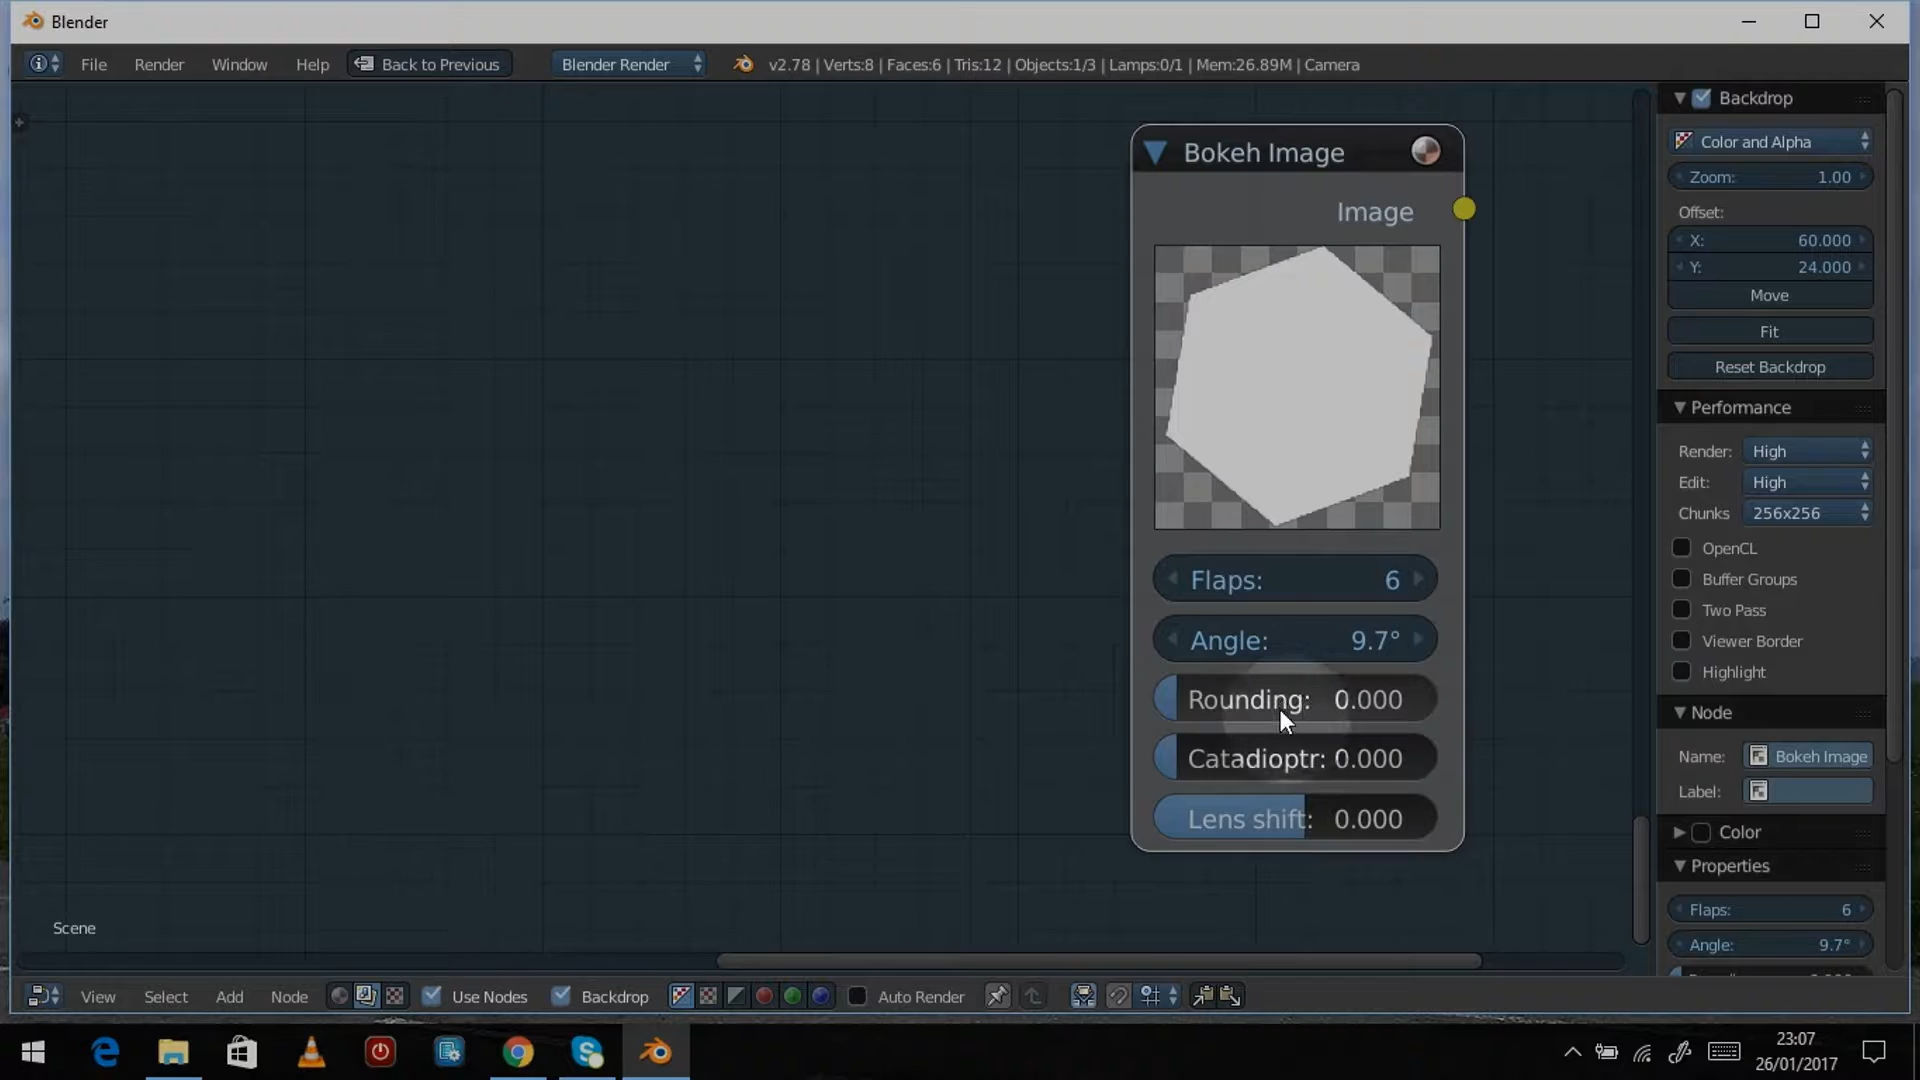 Blender
File Render Window Help Back to Previous Blender Render v2.78 | Verts:8 | Faces:6 | Tris:12 | Objects:1/3 | Lamps:0/1 | Mem:26.89M | Camera
Backdrop
Color and Alpha
Zoom: 1.00
Offset:
X: 60.000
Y: 24.000
Move
Fit
Reset Backdrop
Performance
Render: High
Edit: High
Chunks 256x256
OpenCL
Buffer Groups
Two Pass
Viewer Border
Highlight
Node
Name: Bokeh Image
Label:
Color
Properties
Flaps: 6
Angle: 9.7°
Bokeh Image
Image
Flaps: 6
Angle: 9.7°
Rounding: 0.000
Catadioptr: 0.000
Lens shift: 0.000
Scene
View Select Add Node Use Nodes Backdrop Auto Render
23:07
26/01/2017